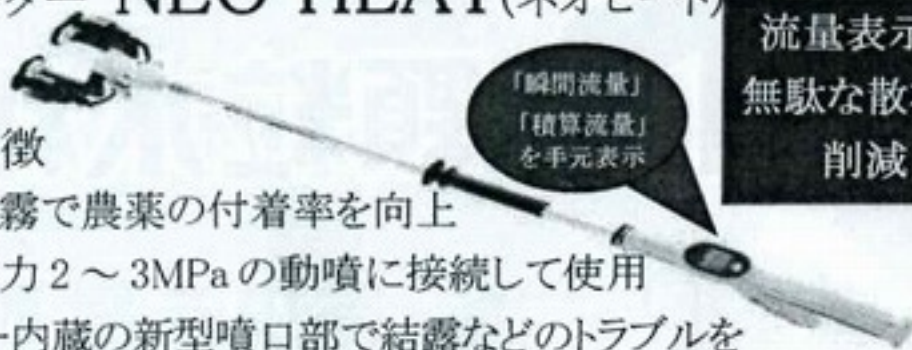 ー NEO HEAT(ネオヒート)
流量表示
無駄な散
削減
「瞬間流量」
「積算流量」
を手元表示
徴
霧で農薬の付着率を向上
力2～3MPaの動噴に接続して使用
内蔵の新型噴口部で結露などのトラブルを